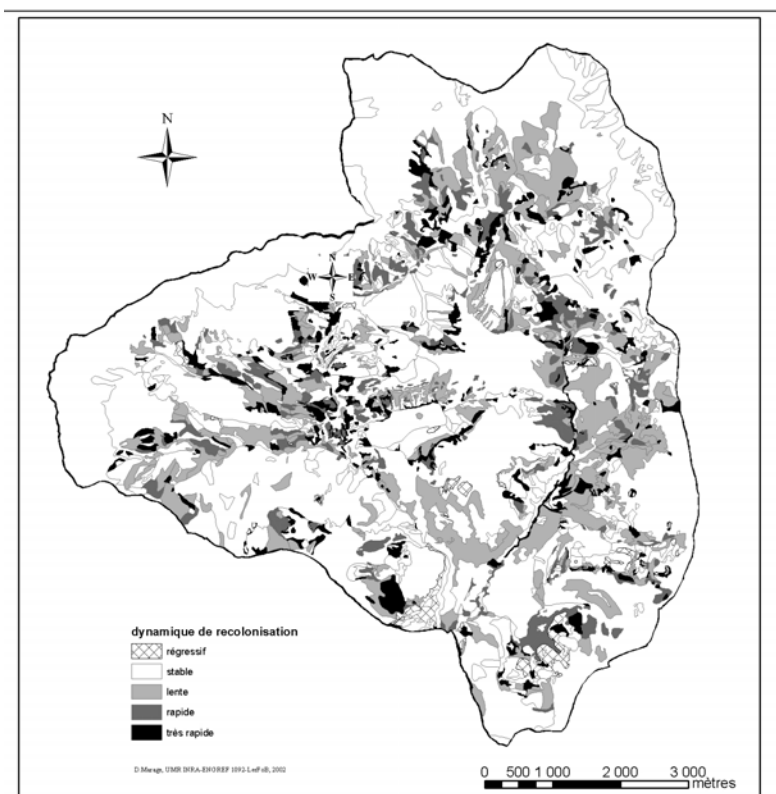 N
N
W E
S
dynamique de recolonisation
régressif
stable
lente
rapide
très rapide
D.Marage, UMR INRA-ENGREF 1092-LerFoB, 2002
0 500 1 000 2 000 3 000
mètres